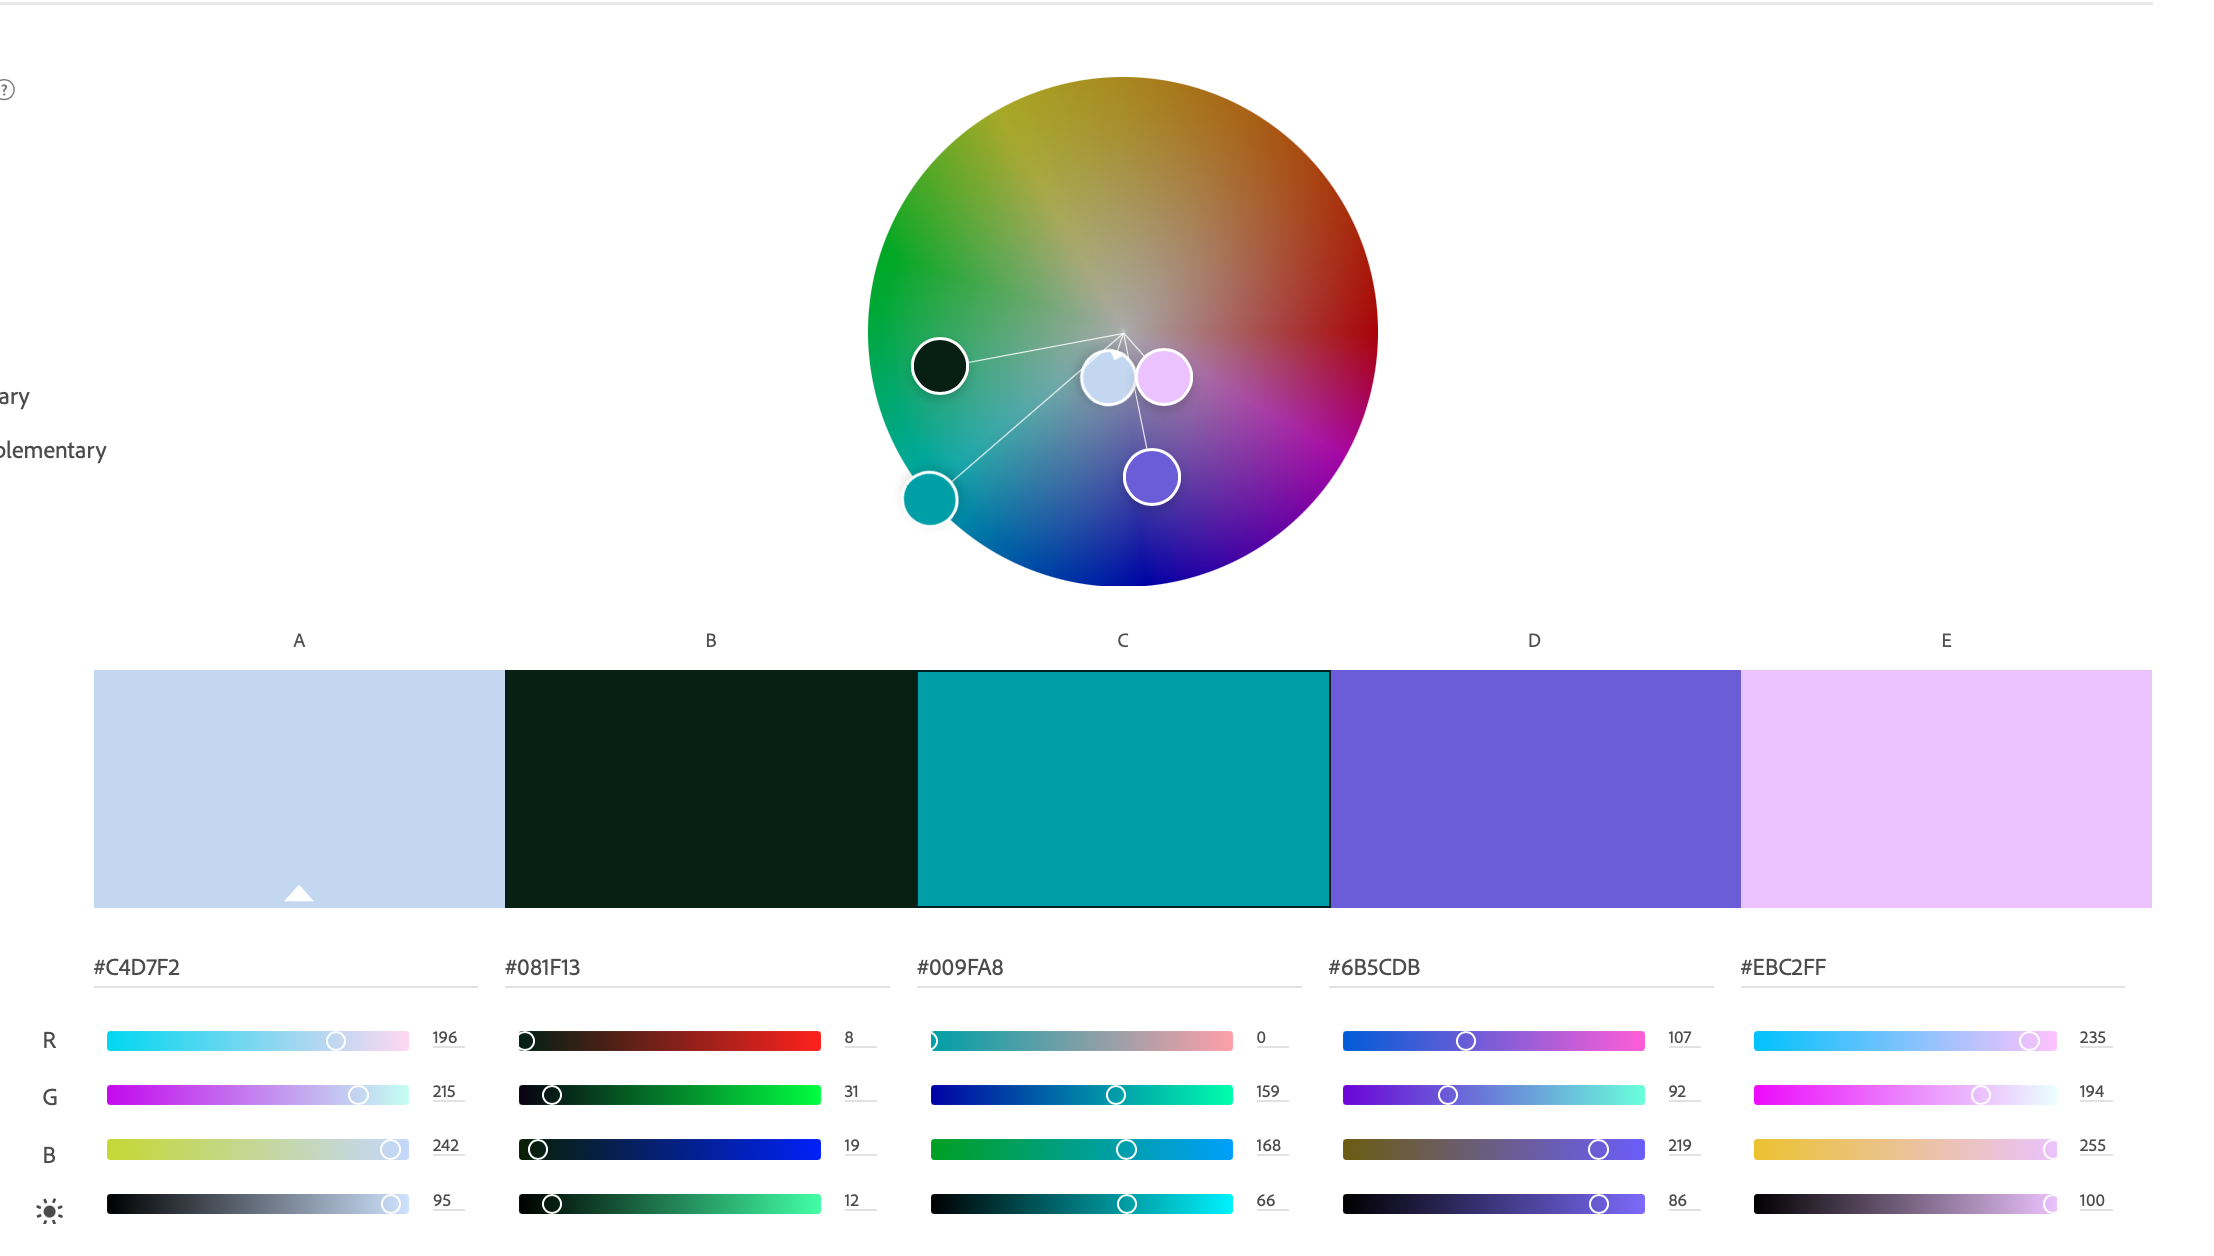 ?
ary
plementary
A B C D E
#C4D7F2 #081F13 #009FA8 #6B5CDB #EBC2FF
R 196 8 0 107 235
G 215 31 159 92 194
B 242 19 168 219 255
95 12 66 86 100